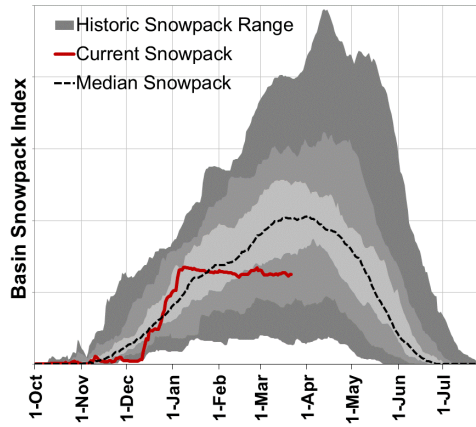 Historic Snowpack Range
Current Snowpack
Median Snowpack
Basin Snowpack Index
1-Oct
1-Nov
1-Dec
1-Jan
1-Feb
1-Mar
1-Apr
1-May
1-Jun
1-Jul